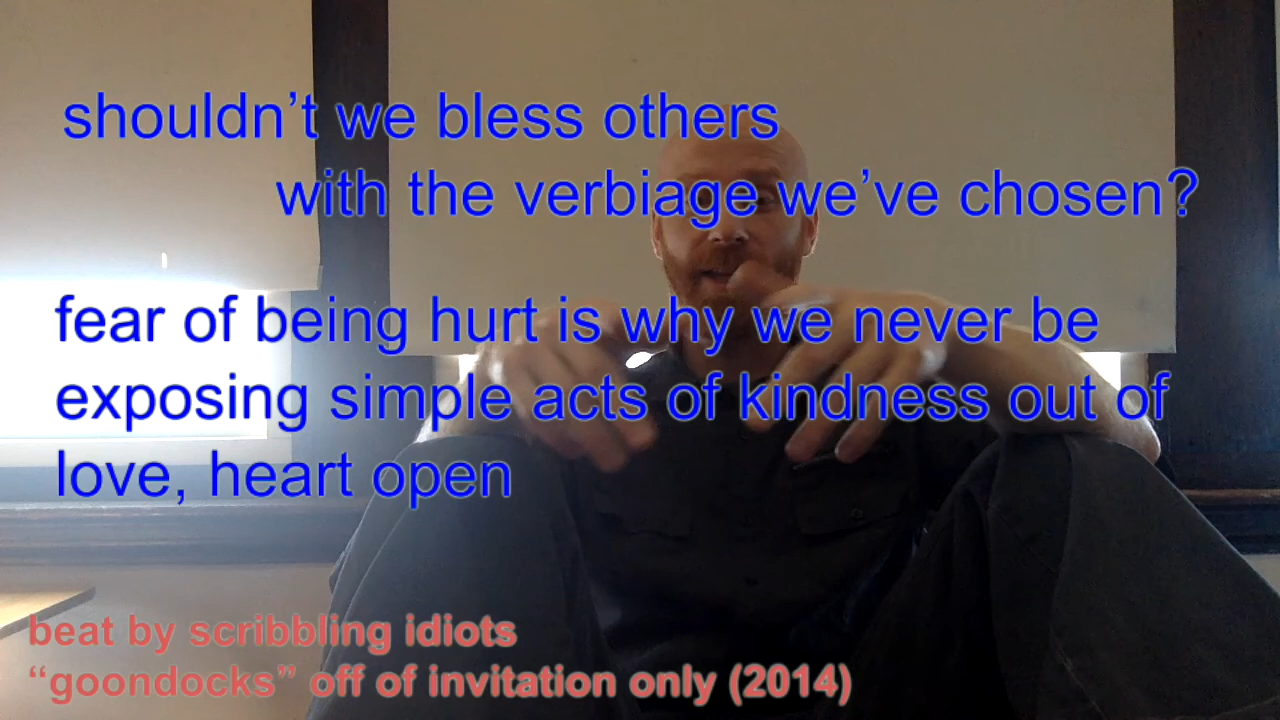 shouldn’t we bless others
with the verbiage we’ve chosen?
fear of being hurt is why we never be
exposing simple acts of kindness out of
love, heart open
beat by scribbling idiots
“goondocks” off of invitation only (2014)